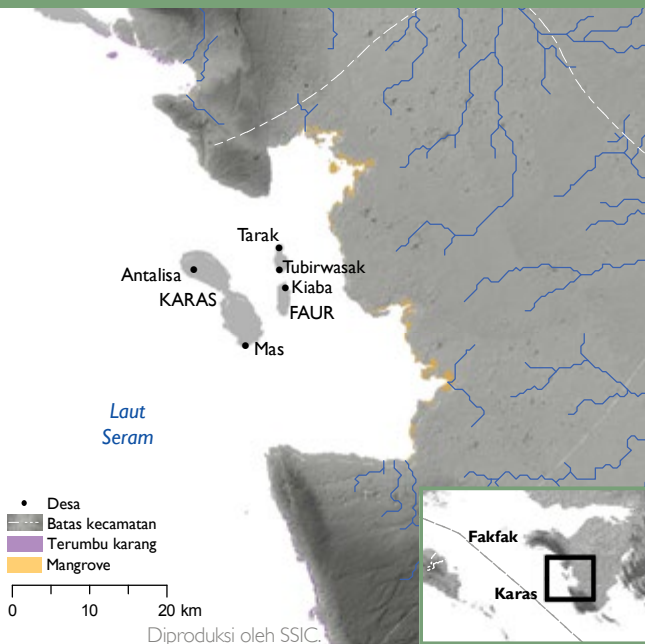 Tarak
Tubirwasak
Antalisa
Kiaba
KARAS
FAUR
Mas
Laut
Seram
Desa
Batas kecamatan
Terumbu karang
Mangrove
0 10 20 km
Diproduksi oleh SSIC.
Fakfak
Karas